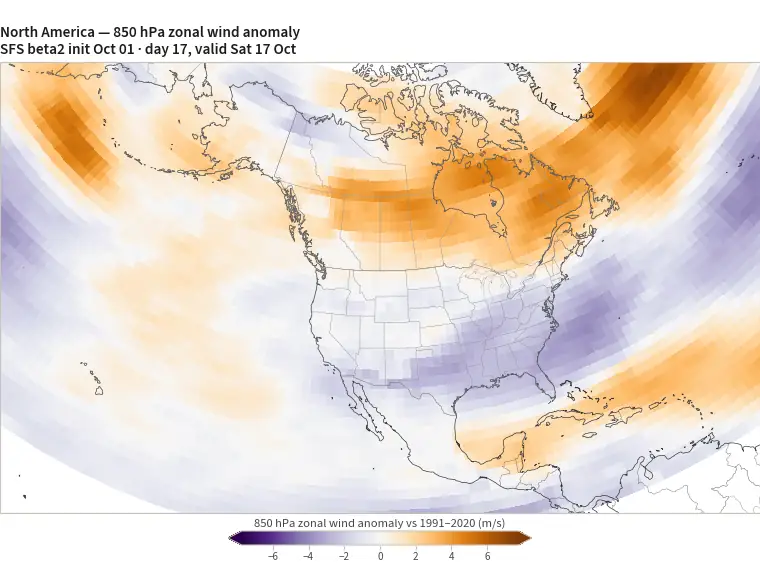 North America — 850 hPa zonal wind anomaly
SFS beta2 init Oct 01 · day 17, valid Sat 17 Oct
850 hPa zonal wind anomaly vs 1991–2020 (m/s)
−6 −4 −2 0 2 4 6